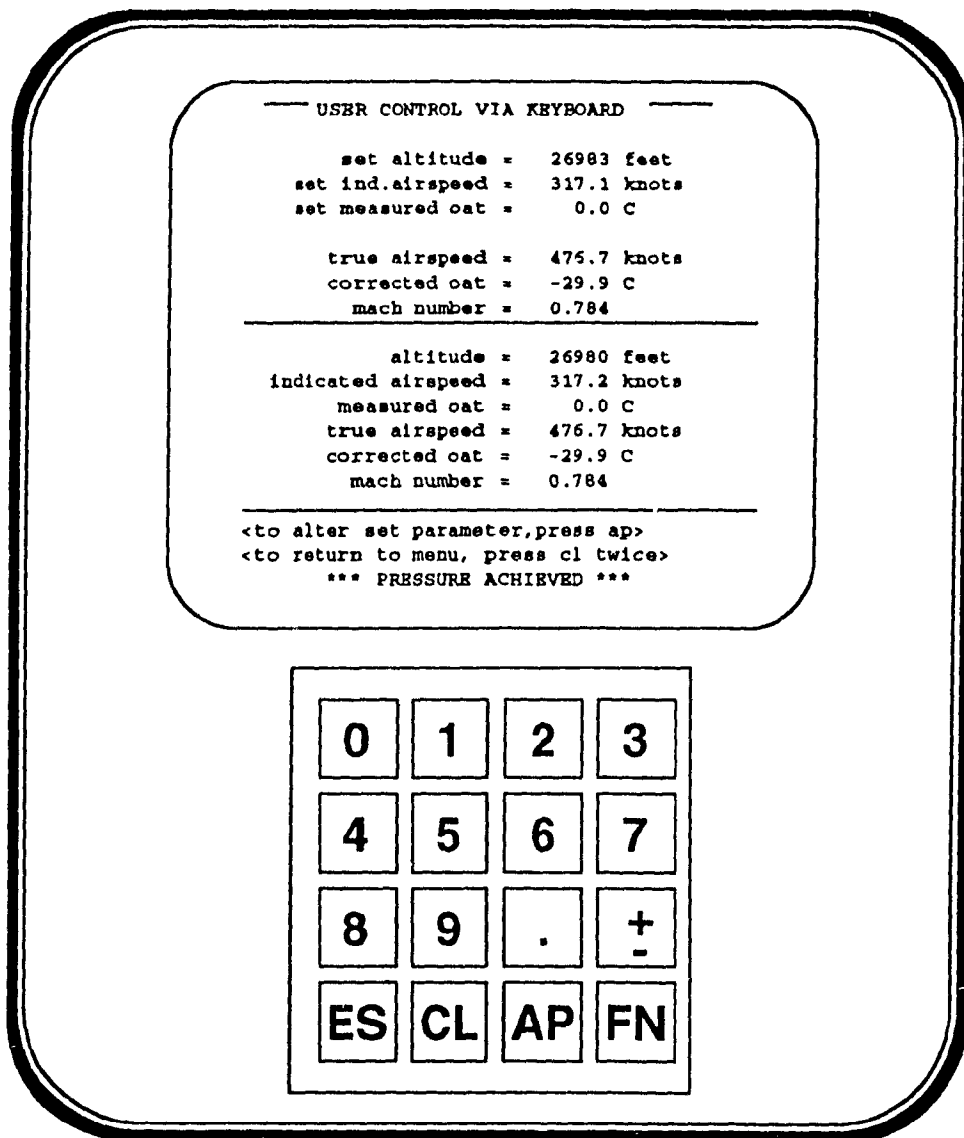 USER CONTROL VIA KEYBOARD
set altitude = 26983 feet
set ind.airspeed = 317.1 knots
set measured oat = 0.0 C
true airspeed = 476.7 knots
corrected oat = -29.9 C
mach number = 0.784
altitude = 26980 feet
indicated airspeed = 317.2 knots
measured oat = 0.0 C
true airspeed = 476.7 knots
corrected oat = -29.9 C
mach number = 0.784
<to alter set parameter,press ap>
<to return to menu, press cl twice>
*** PRESSURE ACHIEVED ***
0 1 2 3
4 5 6 7
8 9 . +
-
ES CL AP FN